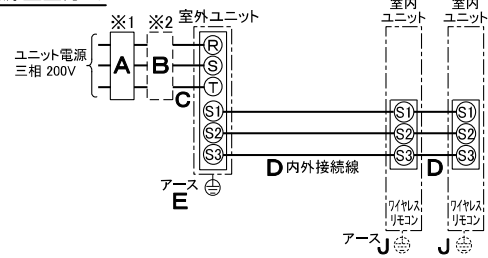 ※1 ※2 室外ユニット
室内 室内
ユニット ユニット
ユニット電源
三相 200V
A B
C
R
S
T
S1 S1 S1
S2 S2 S2
S3 S3 S3
D 内外接続線 D
アース
E
ワイヤレス ワイヤレス
リモコン リモコン
アース J J